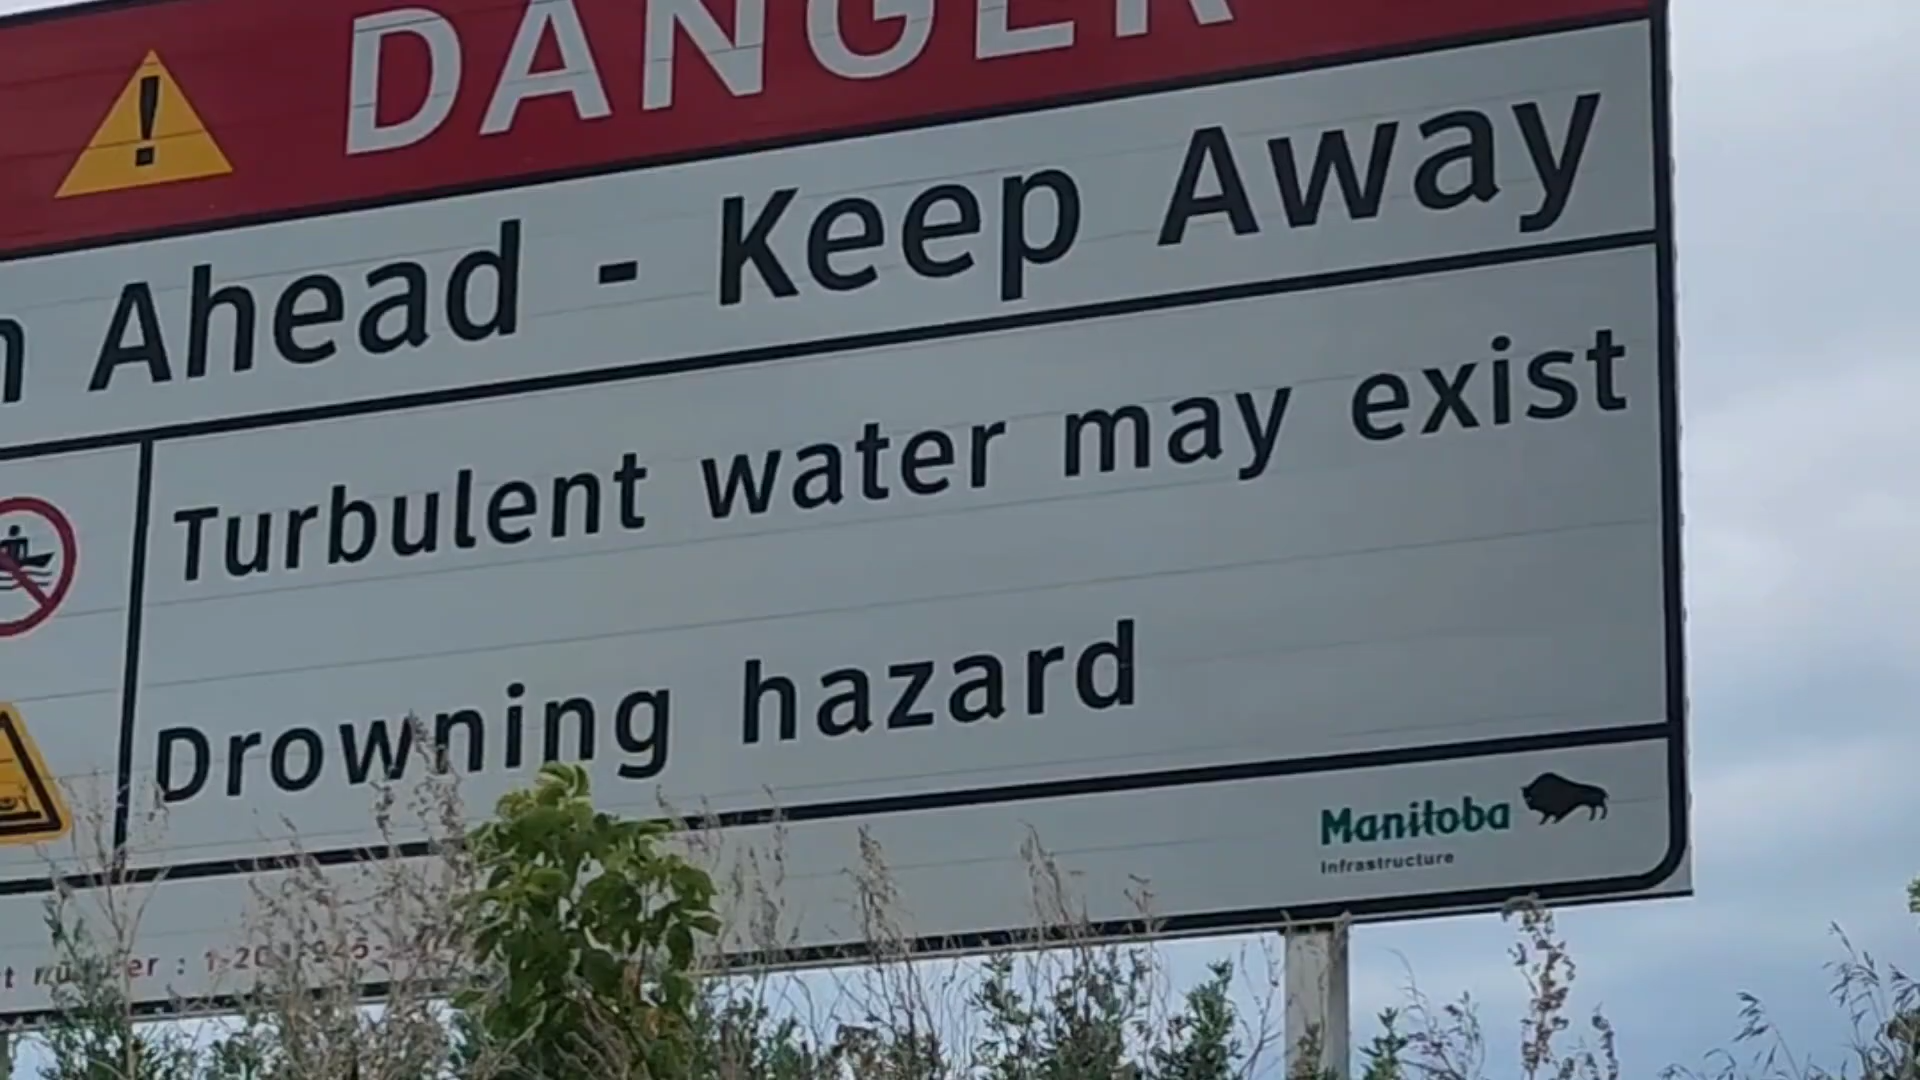 DANGER
Ahead - Keep Away
Turbulent water may exist
Drowning hazard
Manitoba
Infrastructure